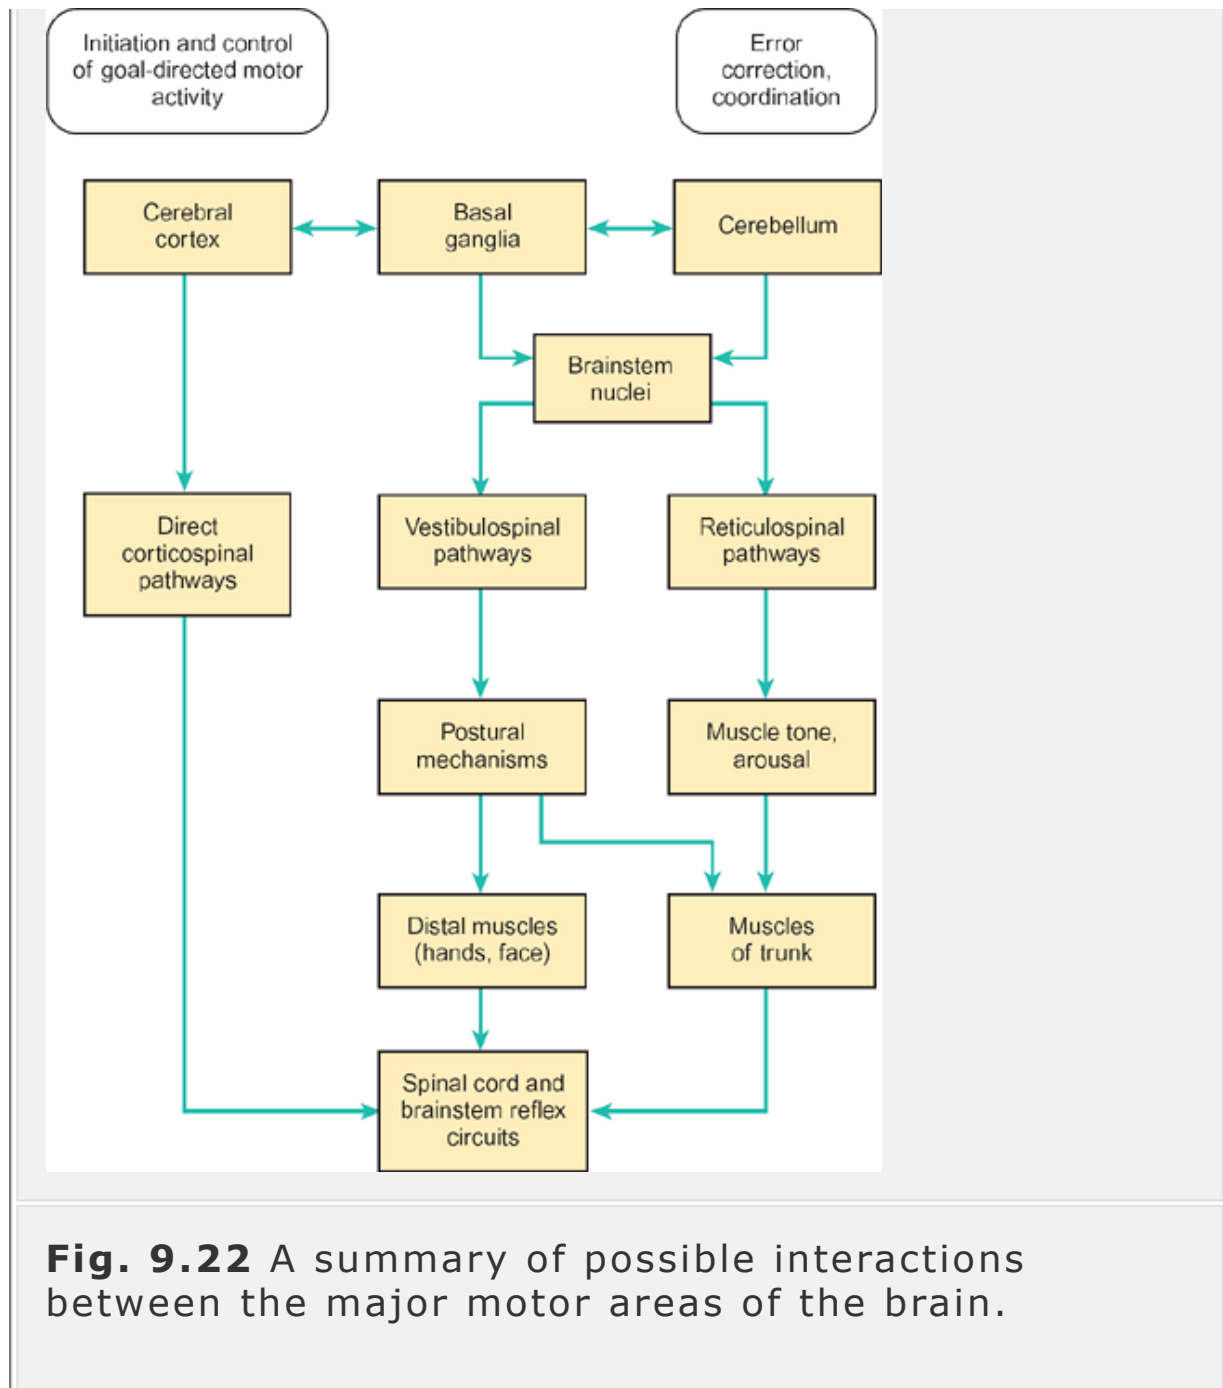 Initiation and control
of goal-directed motor
activity
Error
correction,
coordination
Cerebral
cortex
Basal
ganglia
Cerebellum
Brainstem
nuclei
Direct
corticospinal
pathways
Vestibulospinal
pathways
Reticulospinal
pathways
Postural
mechanisms
Muscle tone,
arousal
Distal muscles
(hands, face)
Muscles
of trunk
Spinal cord and
brainstem reflex
circuits
Fig. 9.22 A summary of possible interactions
between the major motor areas of the brain.